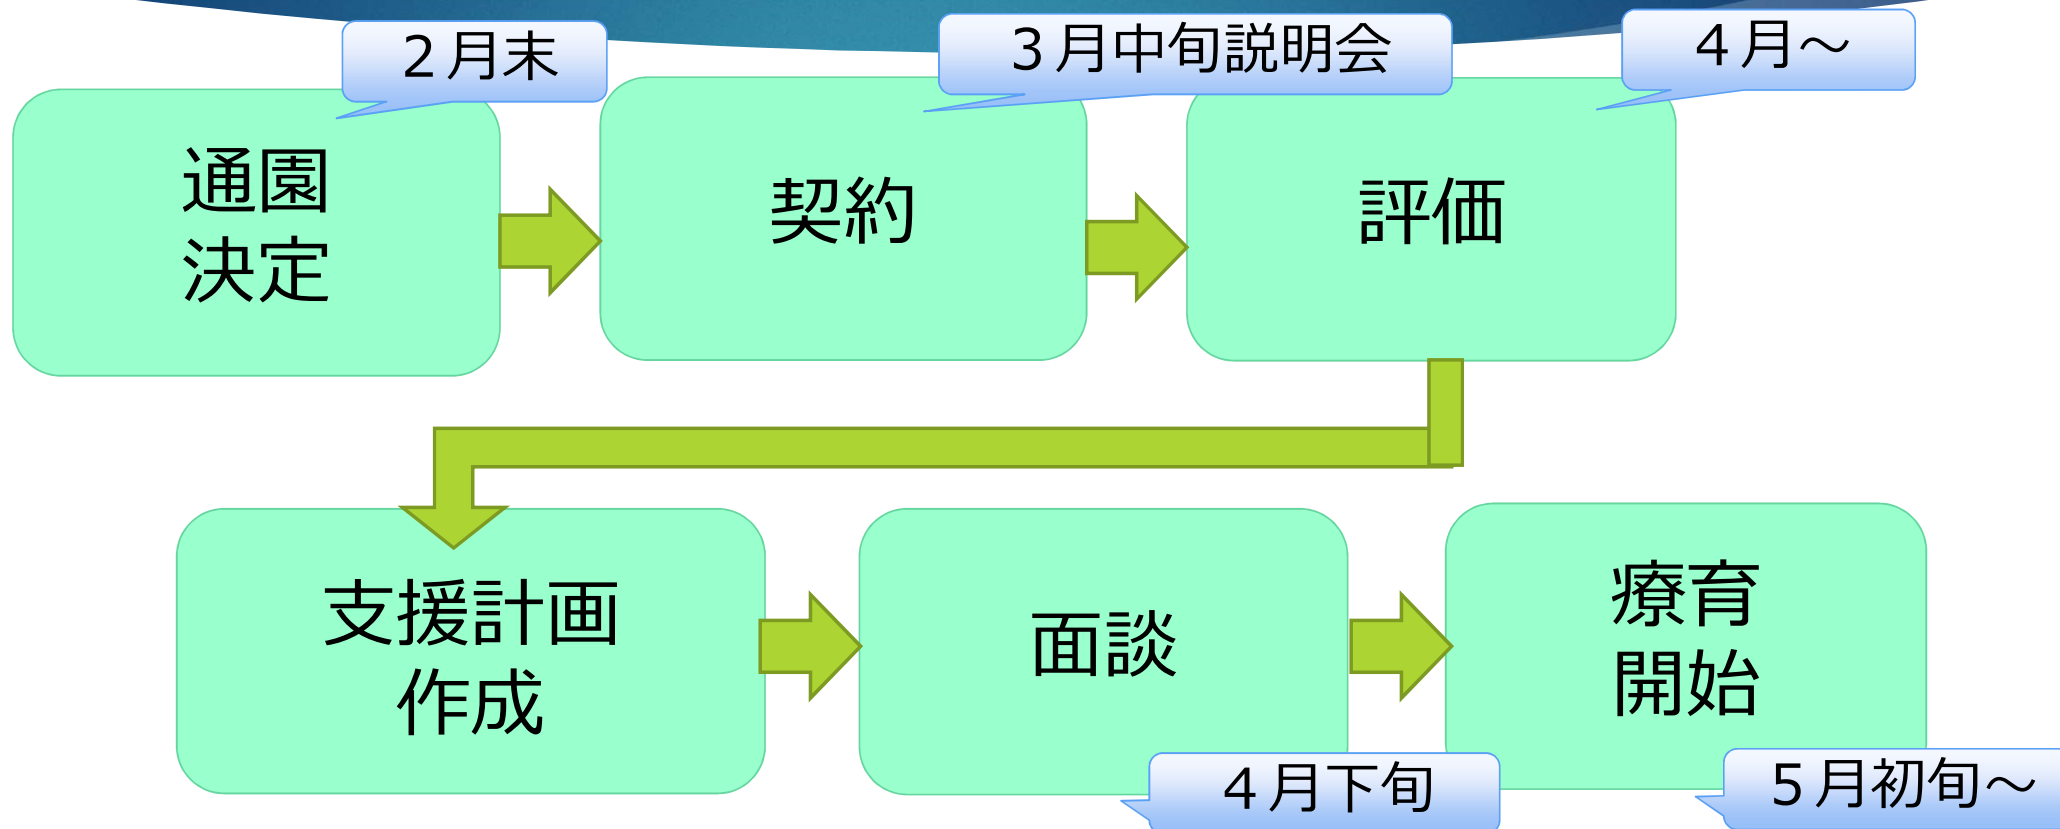 ２月末
３月中旬説明会
４月～
通園
決定
契約
評価
支援計画
作成
面談
療育
開始
４月下旬
５月初旬～